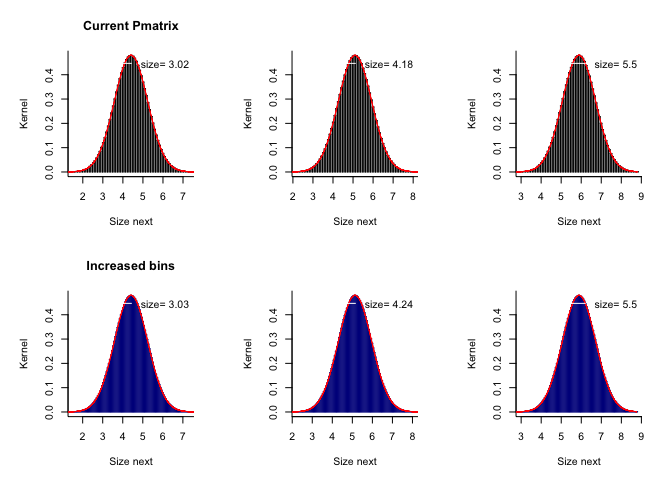 Current Pmatrix
Kernel
0.0 0.1 0.2 0.3 0.4
size= 3.02
2 3 4 5 6 7
Size next
Kernel
0.0 0.1 0.2 0.3 0.4
size= 4.18
2 3 4 5 6 7 8
Size next
Kernel
0.0 0.1 0.2 0.3 0.4
size= 5.5
3 4 5 6 7 8 9
Size next
Increased bins
Kernel
0.0 0.1 0.2 0.3 0.4
size= 3.03
2 3 4 5 6 7
Size next
Kernel
0.0 0.1 0.2 0.3 0.4
size= 4.24
2 3 4 5 6 7 8
Size next
Kernel
0.0 0.1 0.2 0.3 0.4
size= 5.5
3 4 5 6 7 8 9
Size next